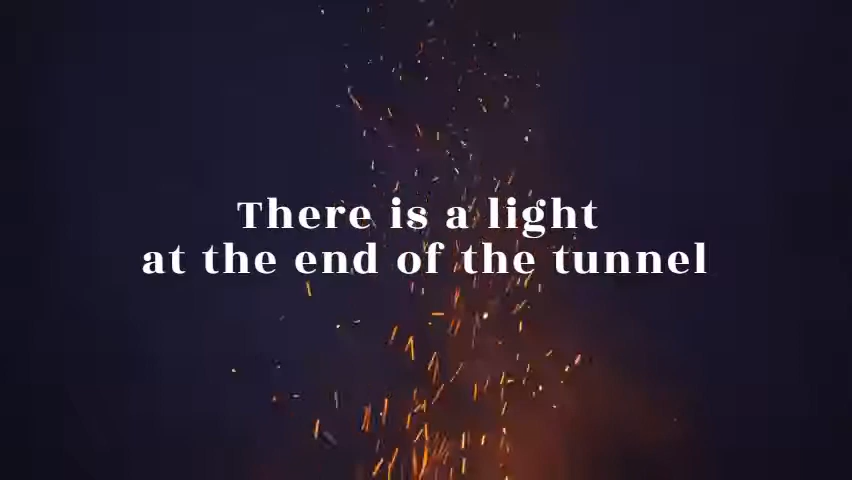 There is a light
at the end of the tunnel